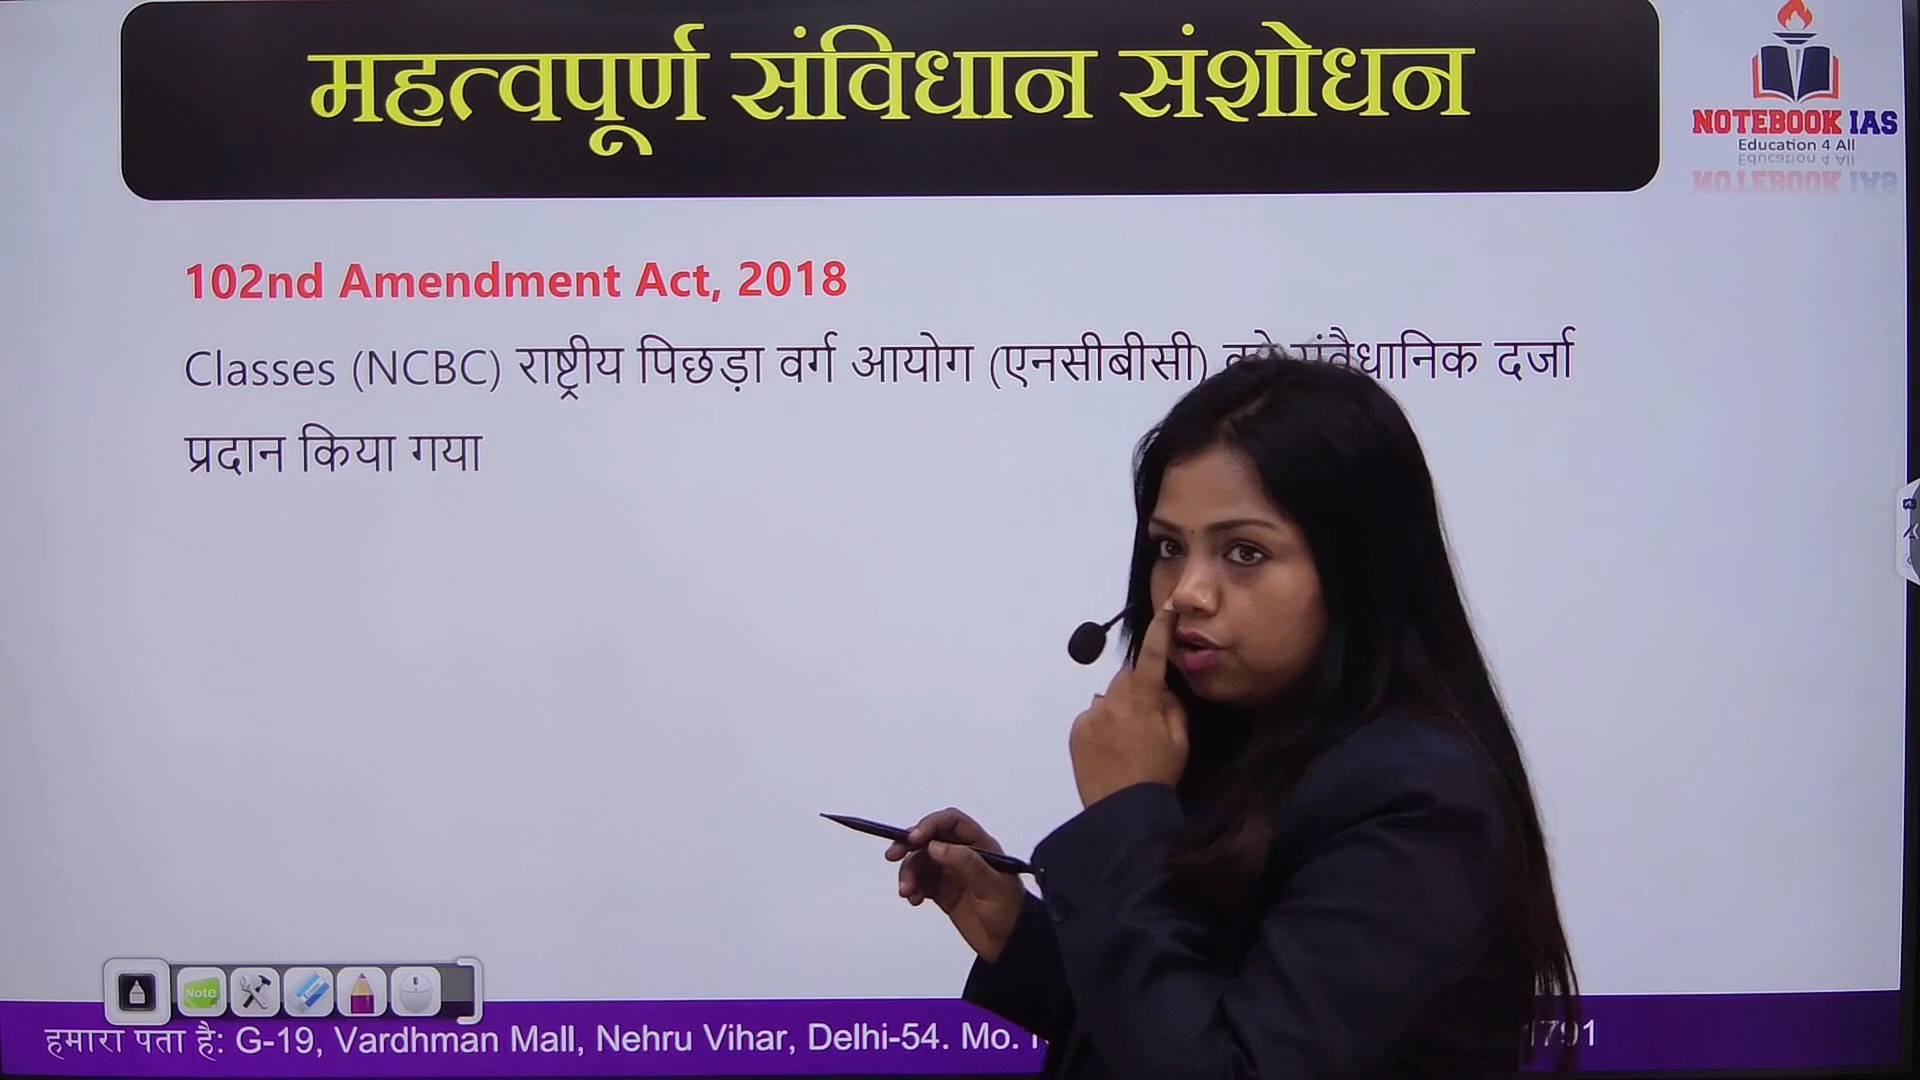 महत्वपूर्ण संविधान संशोधन
NOTEBOOK IAS
Education 4 All
102nd Amendment Act, 2018
Classes (NCBC) राष्ट्रीय पिछड़ा वर्ग आयोग (एनसीबीसी) को संवैधानिक दर्जा
प्रदान किया गया
Note
हमारा पता है: G-19, Vardhman Mall, Nehru Vihar, Delhi-54. Mo. 1791